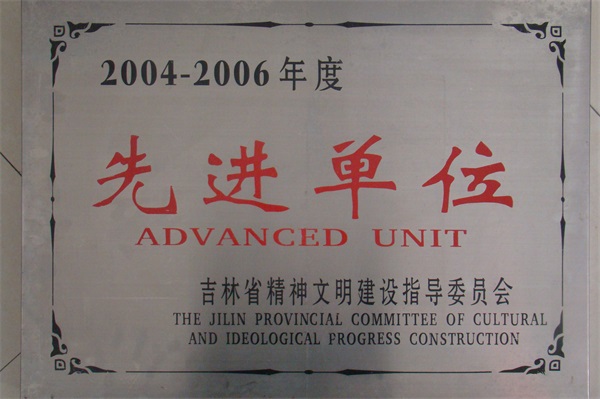 2004-2006年度
先进单位
ADVANCED UNIT
吉林省精神文明建设指导委员会
THE JILIN PROVINCIAL COMMITTEE OF CULTURAL
AND IDEOLOGICAL PROGRESS CONSTRUCTION